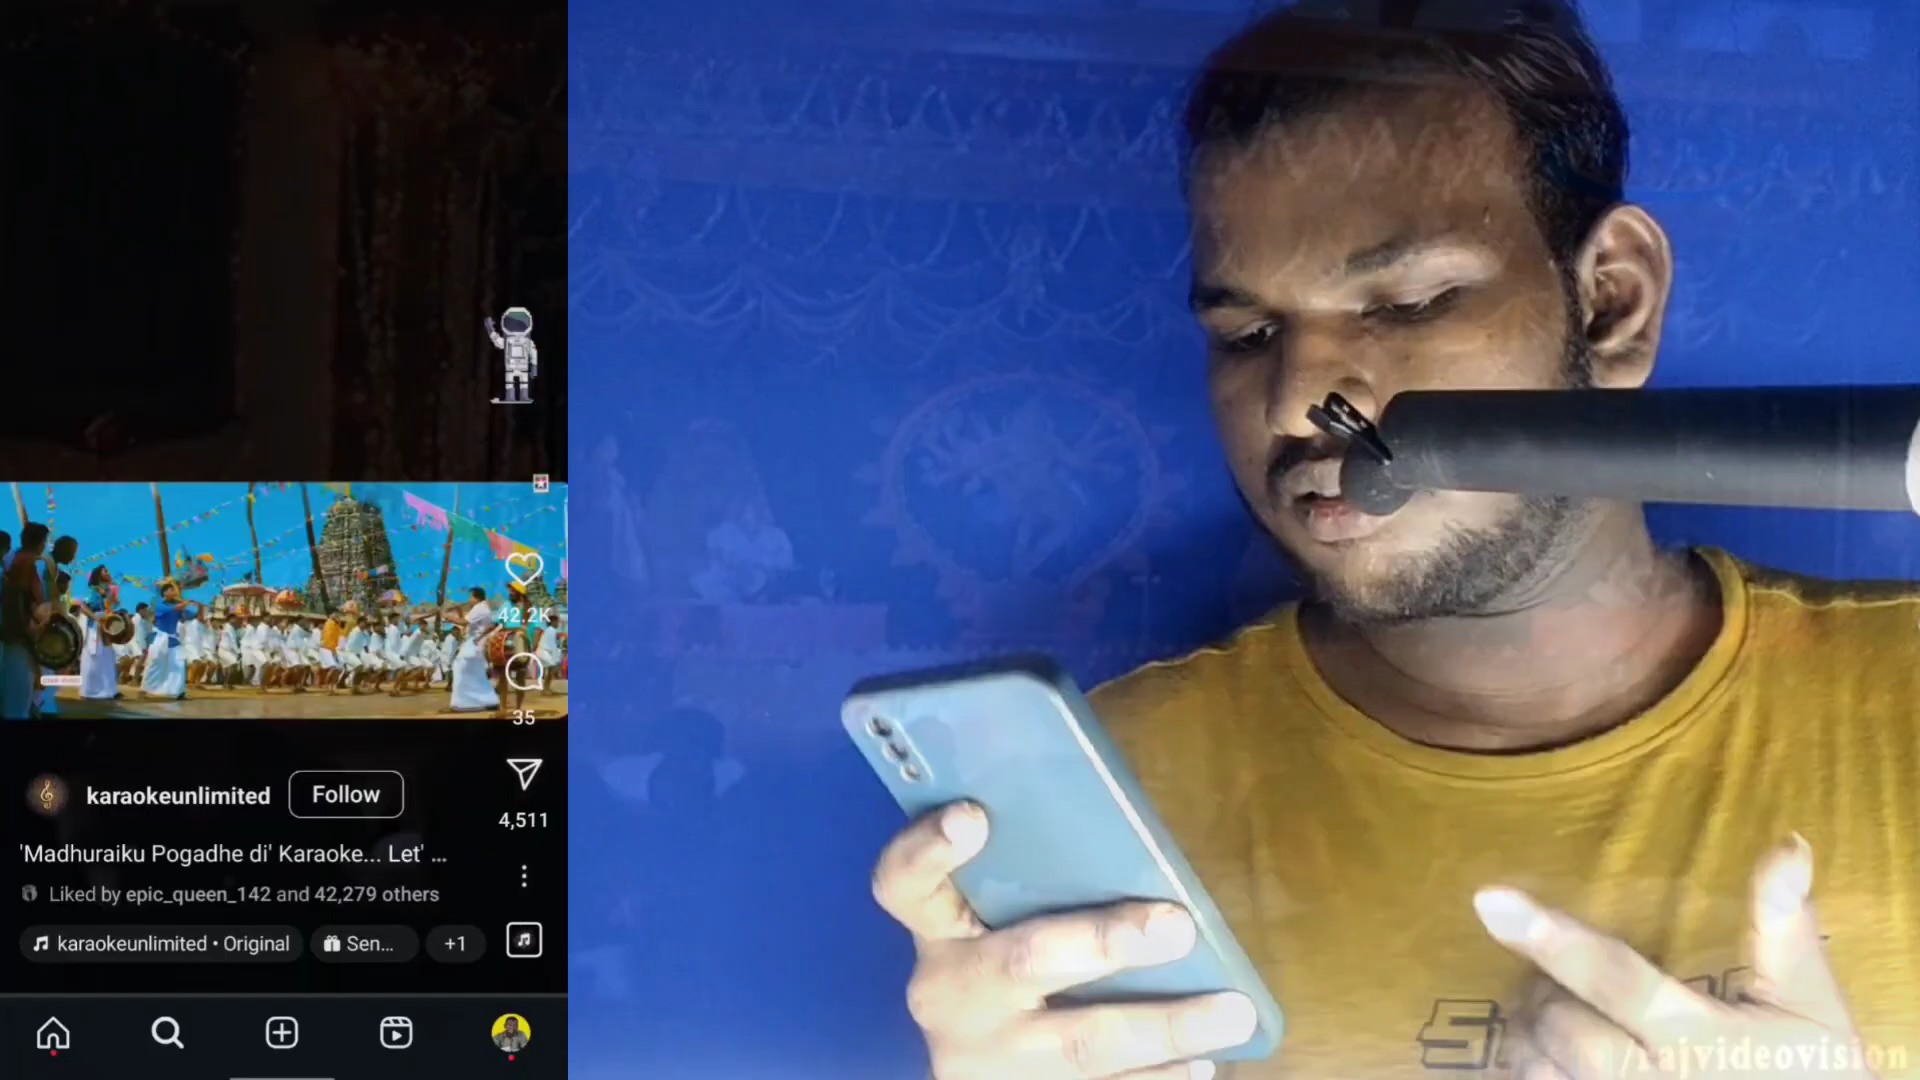 42.2K
35
karaokeunlimited
Follow
4,511
'Madhuraiku Pogadhe di' Karaoke... Let' ...
Liked by epic_queen_142 and 42,279 others
karaokeunlimited • Original
Sen...
+1
/rajvideovision